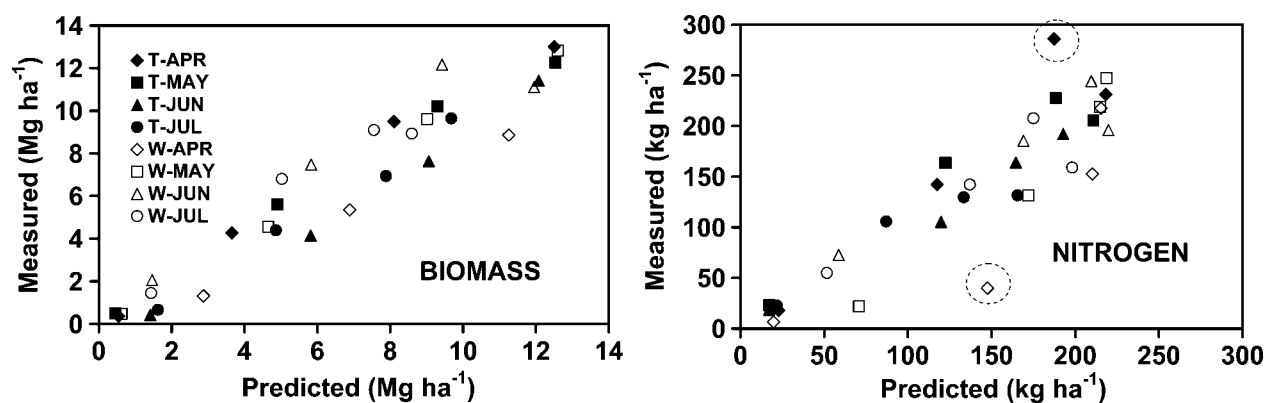 14
12
10
8
6
4
2
0
Measured (Mg ha⁻¹)
T-APR
T-MAY
T-JUN
T-JUL
W-APR
W-MAY
W-JUN
W-JUL
BIOMASS
0 2 4 6 8 10 12 14
Predicted (Mg ha⁻¹)
300
250
200
150
100
50
0
Measured (kg ha⁻¹)
NITROGEN
0 50 100 150 200 250 300
Predicted (kg ha⁻¹)